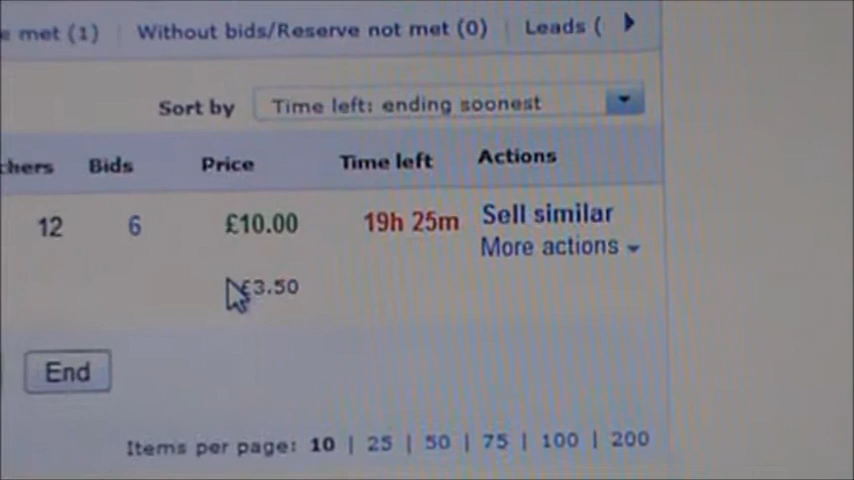 e met (1) | Without bids/Reserve not met (0) | Leads (
Sort by Time left: ending soonest
chers Bids Price Time left Actions
12 6 £10.00 19h 25m Sell similar
More actions
£3.50
End
Items per page: 10 | 25 | 50 | 75 | 100 | 200